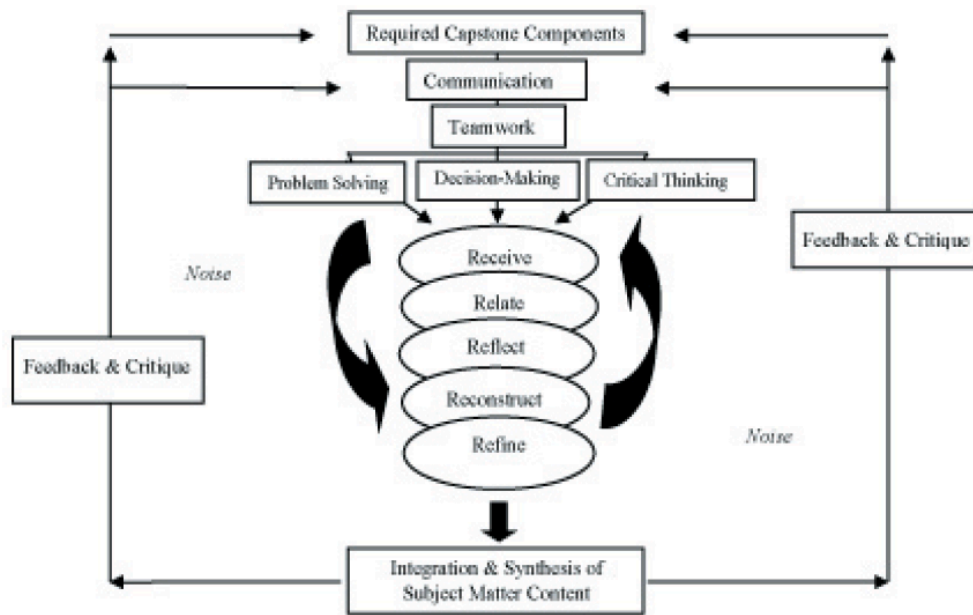 Required Capstone Components
Communication
Teamwork
Problem Solving
Decision-Making
Critical Thinking
Receive
Relate
Reflect
Reconstruct
Refine
Noise
Feedback & Critique
Feedback & Critique
Noise
Integration & Synthesis of
Subject Matter Content